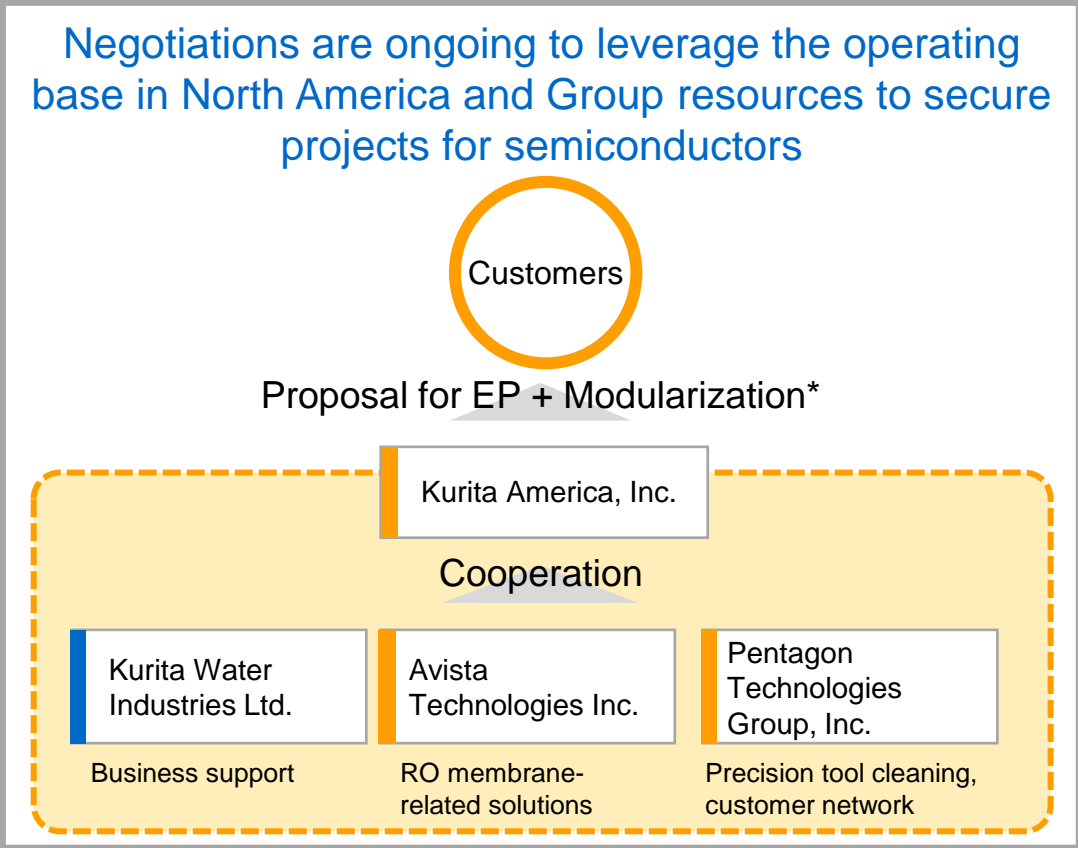 Negotiations are ongoing to leverage the operating
base in North America and Group resources to secure
projects for semiconductors
Customers
Proposal for EP + Modularization*
Kurita America, Inc.
Cooperation
Kurita Water
Industries Ltd.
Business support
Avista
Technologies Inc.
RO membrane-
related solutions
Pentagon
Technologies
Group, Inc.
Precision tool cleaning,
customer network